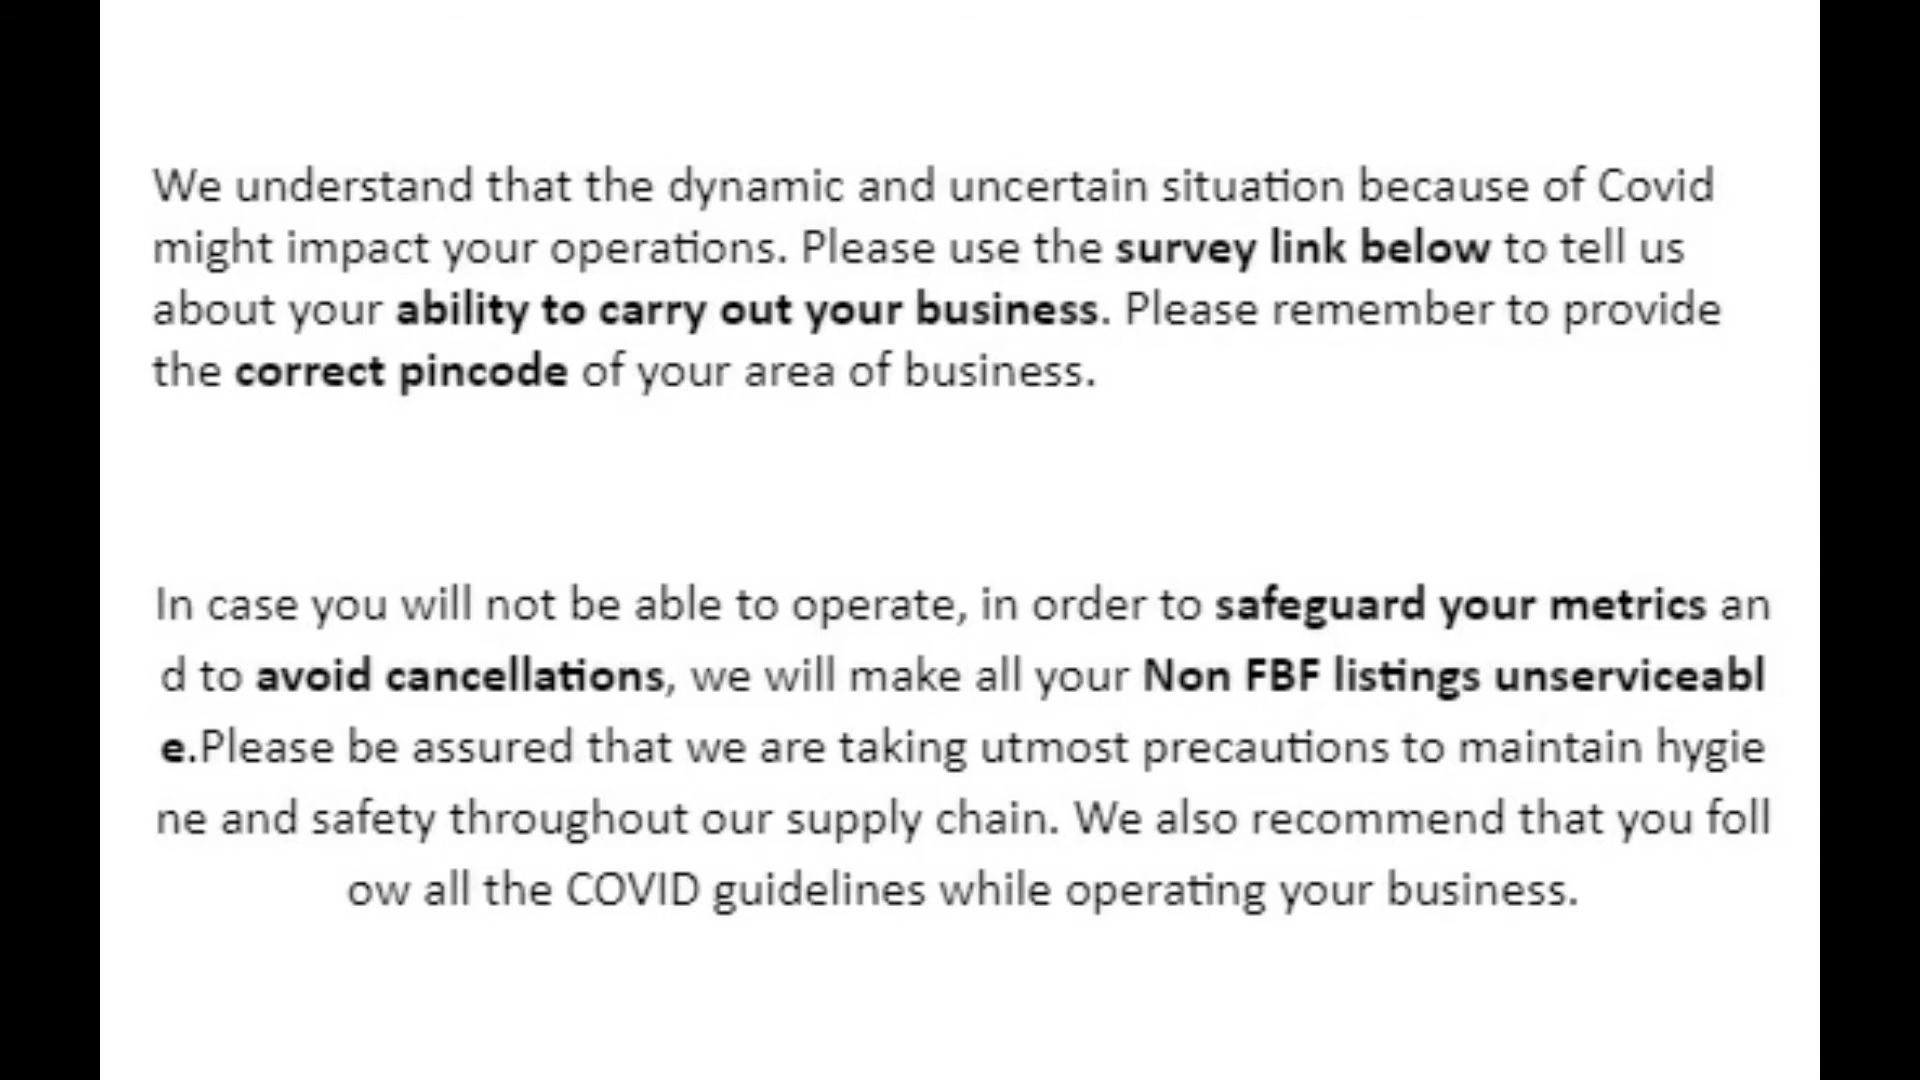 We understand that the dynamic and uncertain situation because of Covid
might impact your operations. Please use the survey link below to tell us
about your ability to carry out your business. Please remember to provide
the correct pincode of your area of business.
In case you will not be able to operate, in order to safeguard your metrics an
d to avoid cancellations, we will make all your Non FBF listings unserviceabl
e.Please be assured that we are taking utmost precautions to maintain hygie
ne and safety throughout our supply chain. We also recommend that you foll
ow all the COVID guidelines while operating your business.